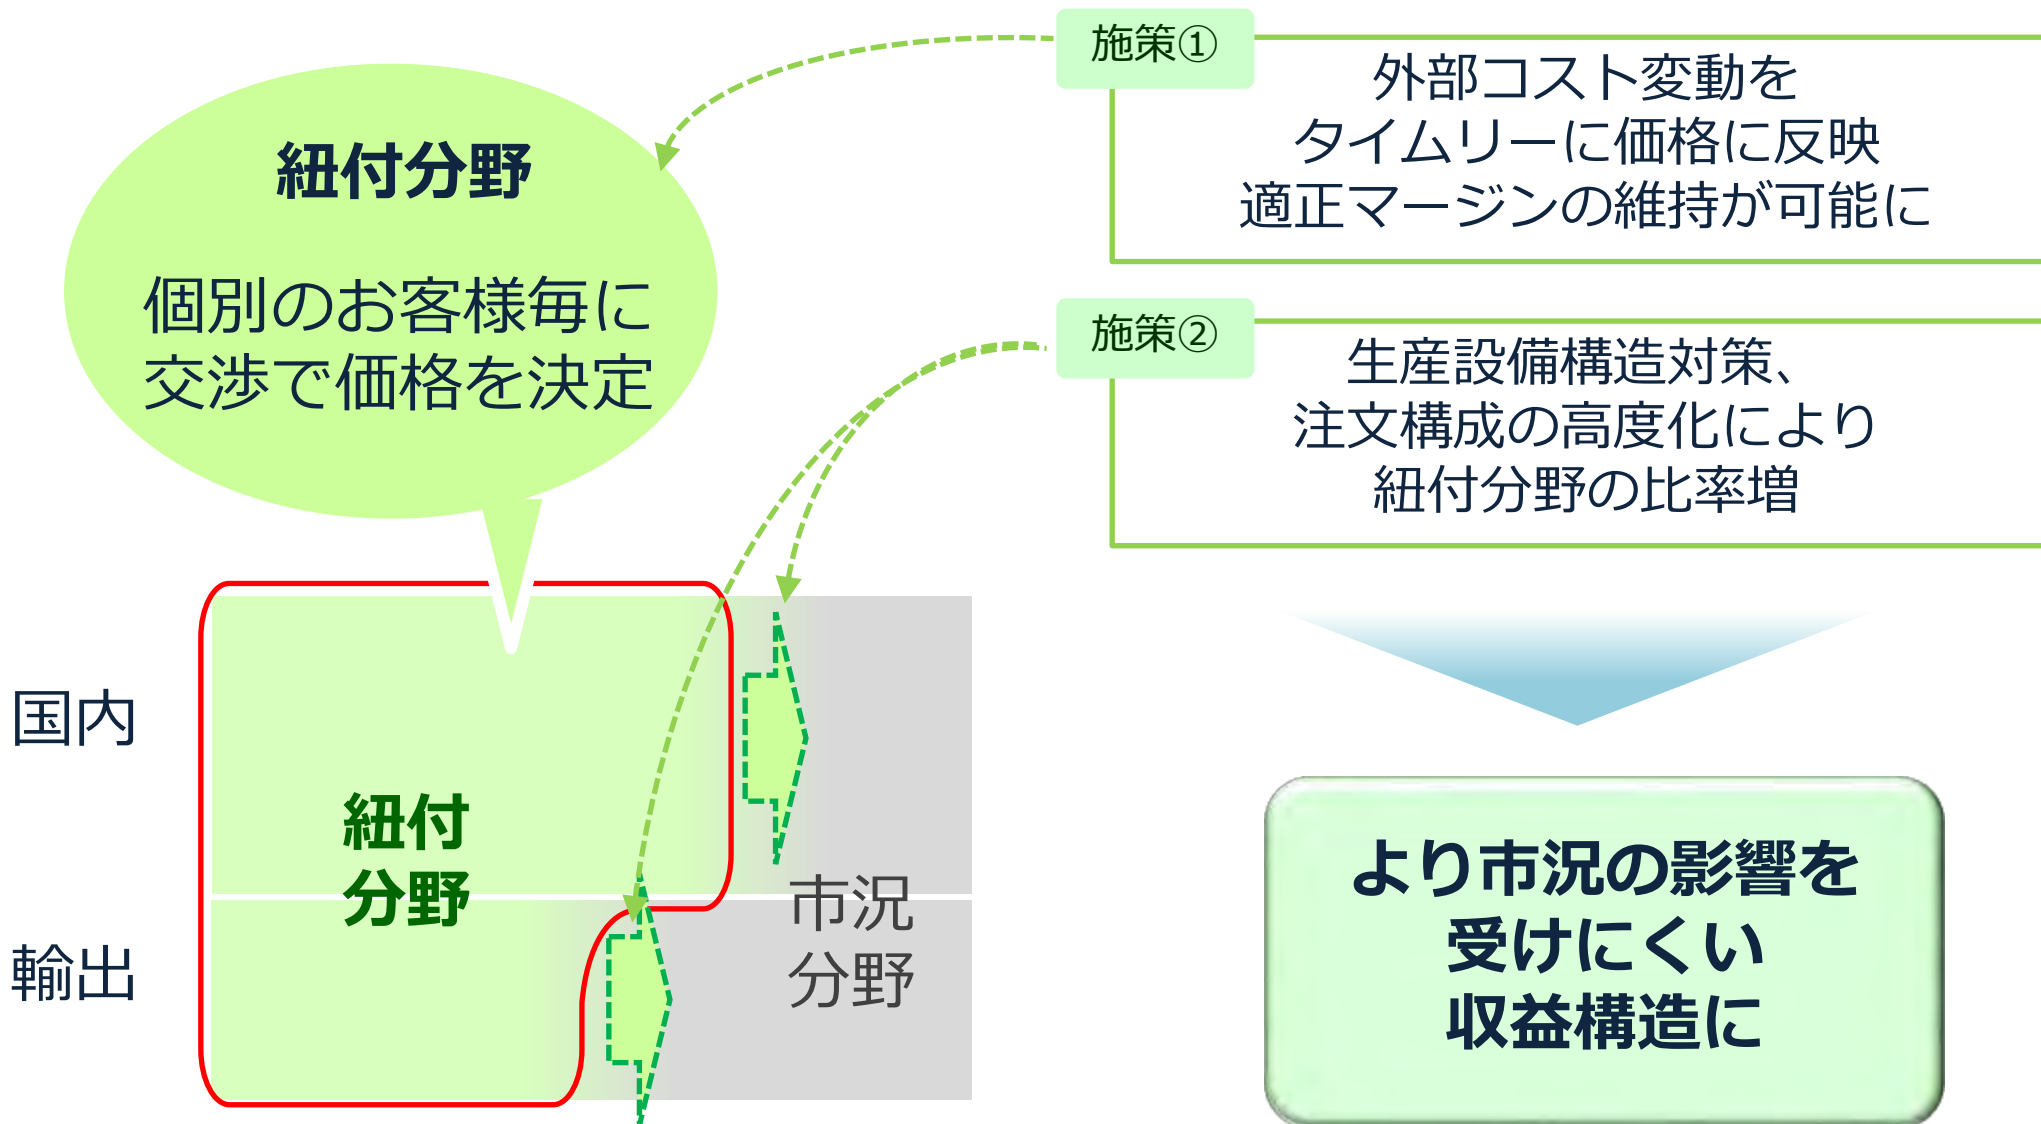 紐付分野
個別のお客様毎に
交渉で価格を決定
施策①
外部コスト変動を
タイムリーに価格に反映
適正マージンの維持が可能に
施策②
生産設備構造対策、
注文構成の高度化により
紐付分野の比率増
国内
輸出
紐付
分野
市況
分野
より市況の影響を
受けにくい
収益構造に